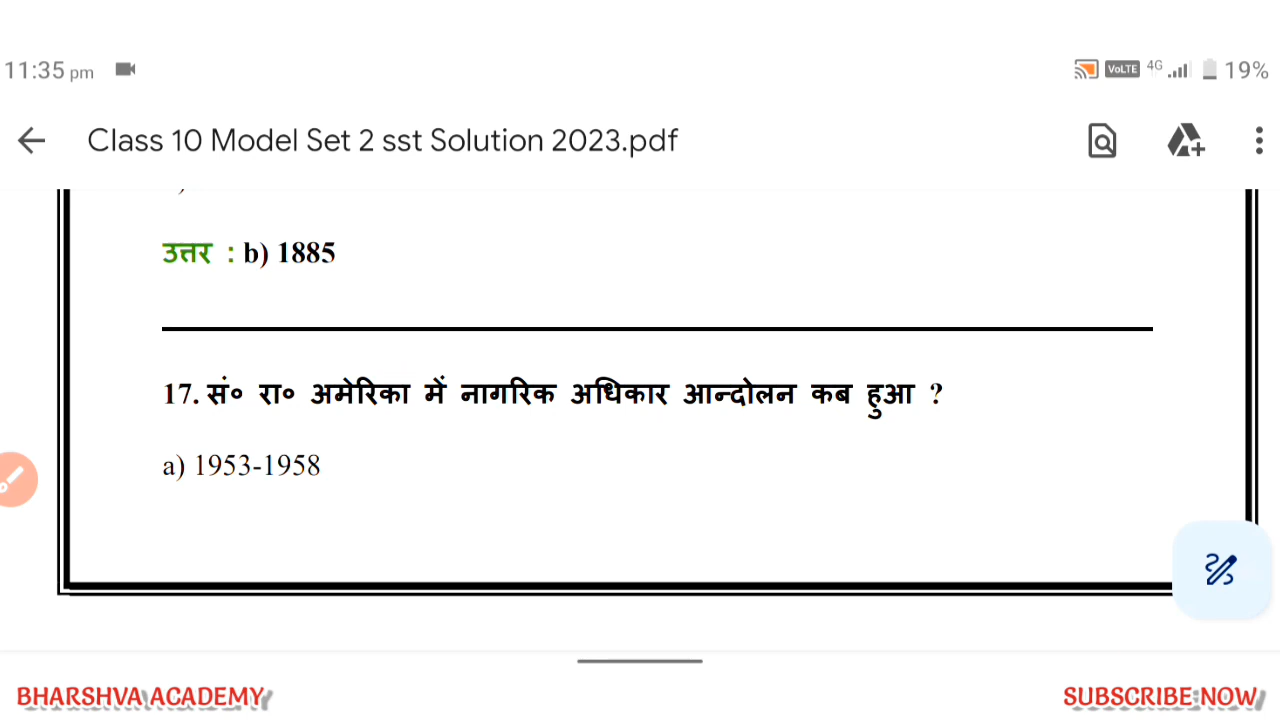 11:35 pm VoLTE 4G 19%
Class 10 Model Set 2 sst Solution 2023.pdf
उत्तर : b) 1885
17. सं० रा० अमेरिका में नागरिक अधिकार आन्दोलन कब हुआ ?
a) 1953-1958
BHARSHVA ACADEMY SUBSCRIBE NOW